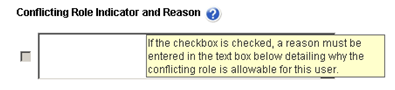 Conflicting Role Indicator and Reason ?
If the checkbox is checked, a reason must be
entered in the text box below detailing why the
conflicting role is allowable for this user.